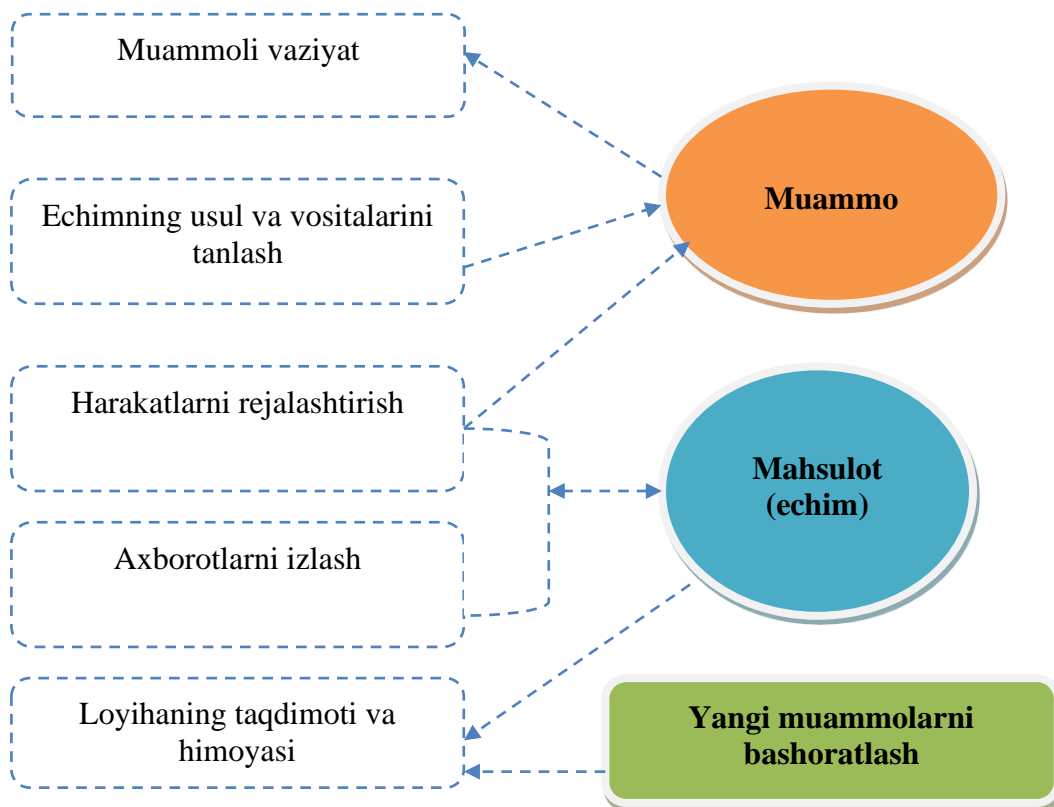 Muammoli vaziyat
Echimning usul va vositalarini
tanlash
Muammo
Harakatlarni rejalashtirish
Mahsulot
(echim)
Axborotlarni izlash
Loyihaning taqdimoti va
himoyasi
Yangi muammolarni
bashoratlash